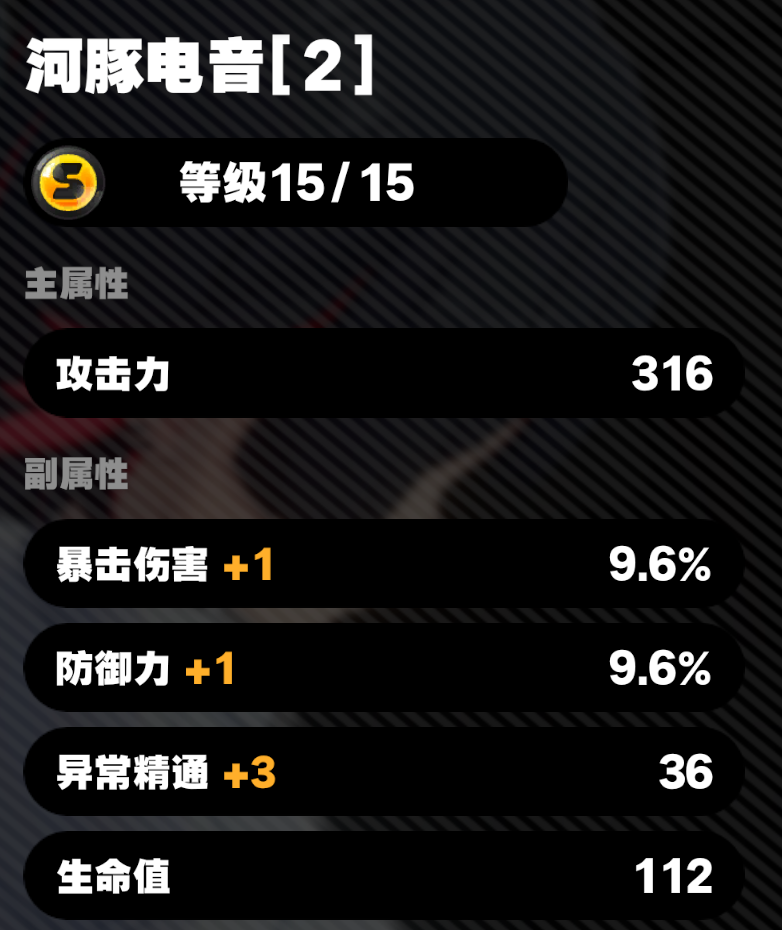 河豚电音[2]
S 等级15/15
主属性
攻击力 316
副属性
暴击伤害 +1 9.6%
防御力 +1 9.6%
异常精通 +3 36
生命值 112